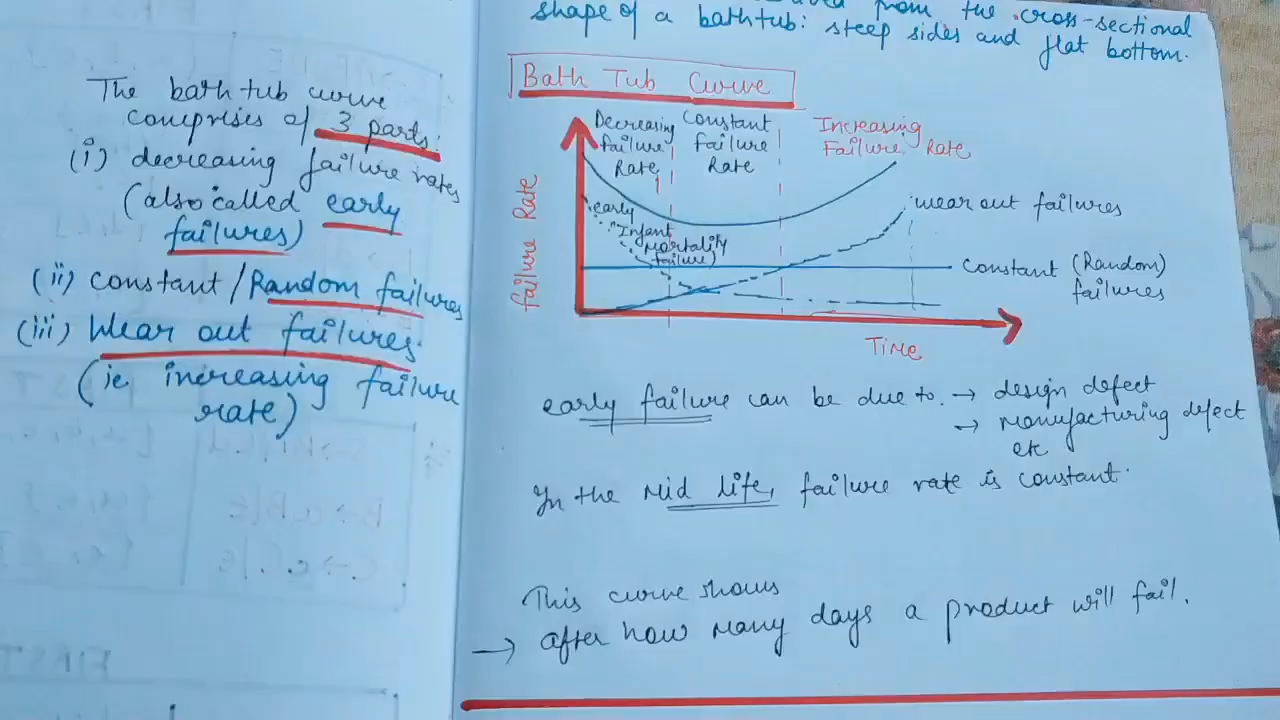 The bath tub curve
comprises of 3 parts:
(i) decreasing failure rates
(also called early
failures)
(ii) constant/Random failures
(iii) Wear out failures.
(ie increasing failure
rate)
from the cross-sectional
shape of a bathtub: steep sides and flat bottom.
Bath Tub Curve
Decreasing
Failure
Rate
Constant
Failure
Rate
Increasing
Failure Rate
Failure Rate
early
"Infant
Mortality
failure)
wear out failures
Constant (Random)
failures
Time
early failure can be due to. → design defect
→ manufacturing defect
etc
In the Mid life, failure rate is constant.
This curve shows
→ after how many days a product will fail.